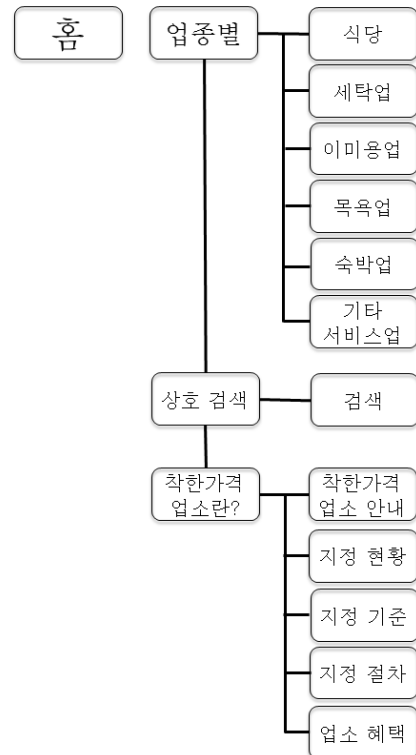 홈
업종별
식당
세탁업
이미용업
목욕업
숙박업
기타
서비스업
상호 검색
검색
착한가격
업소란?
착한가격
업소 안내
지정 현황
지정 기준
지정 절차
업소 혜택